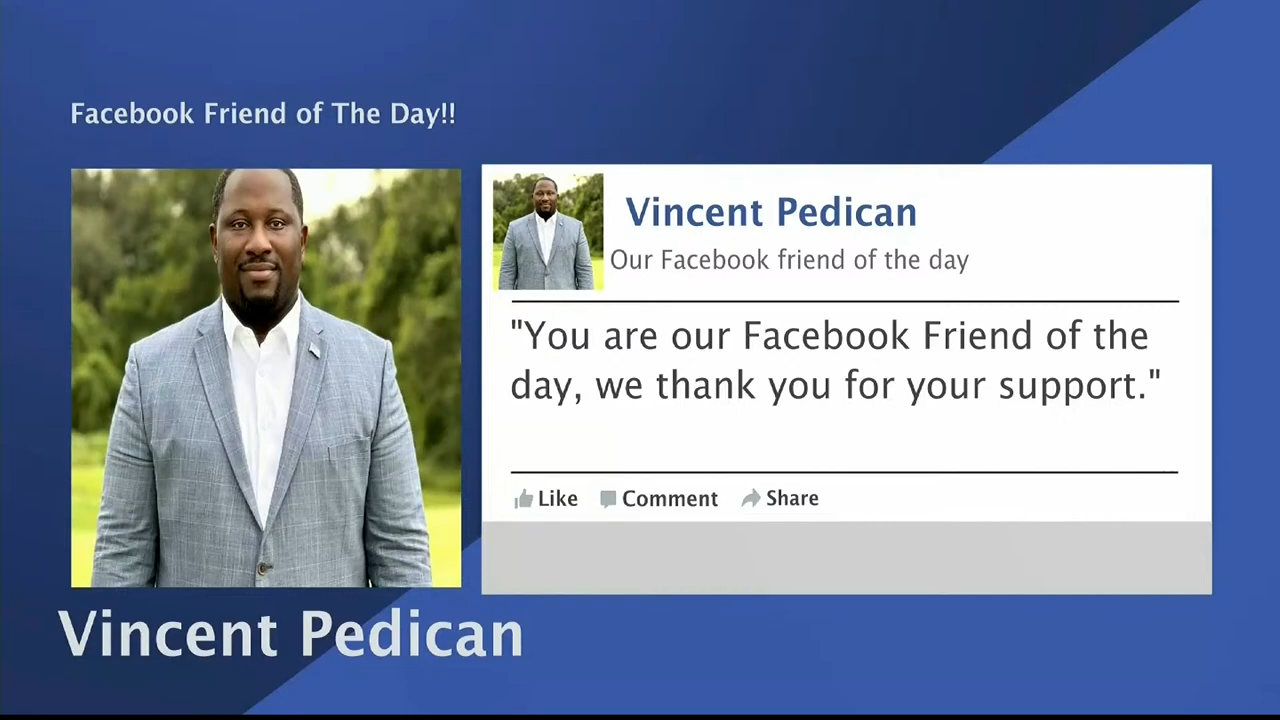 Facebook Friend of The Day!!
Vincent Pedican
Our Facebook friend of the day
"You are our Facebook Friend of the
day, we thank you for your support."
Like Comment Share
Vincent Pedican